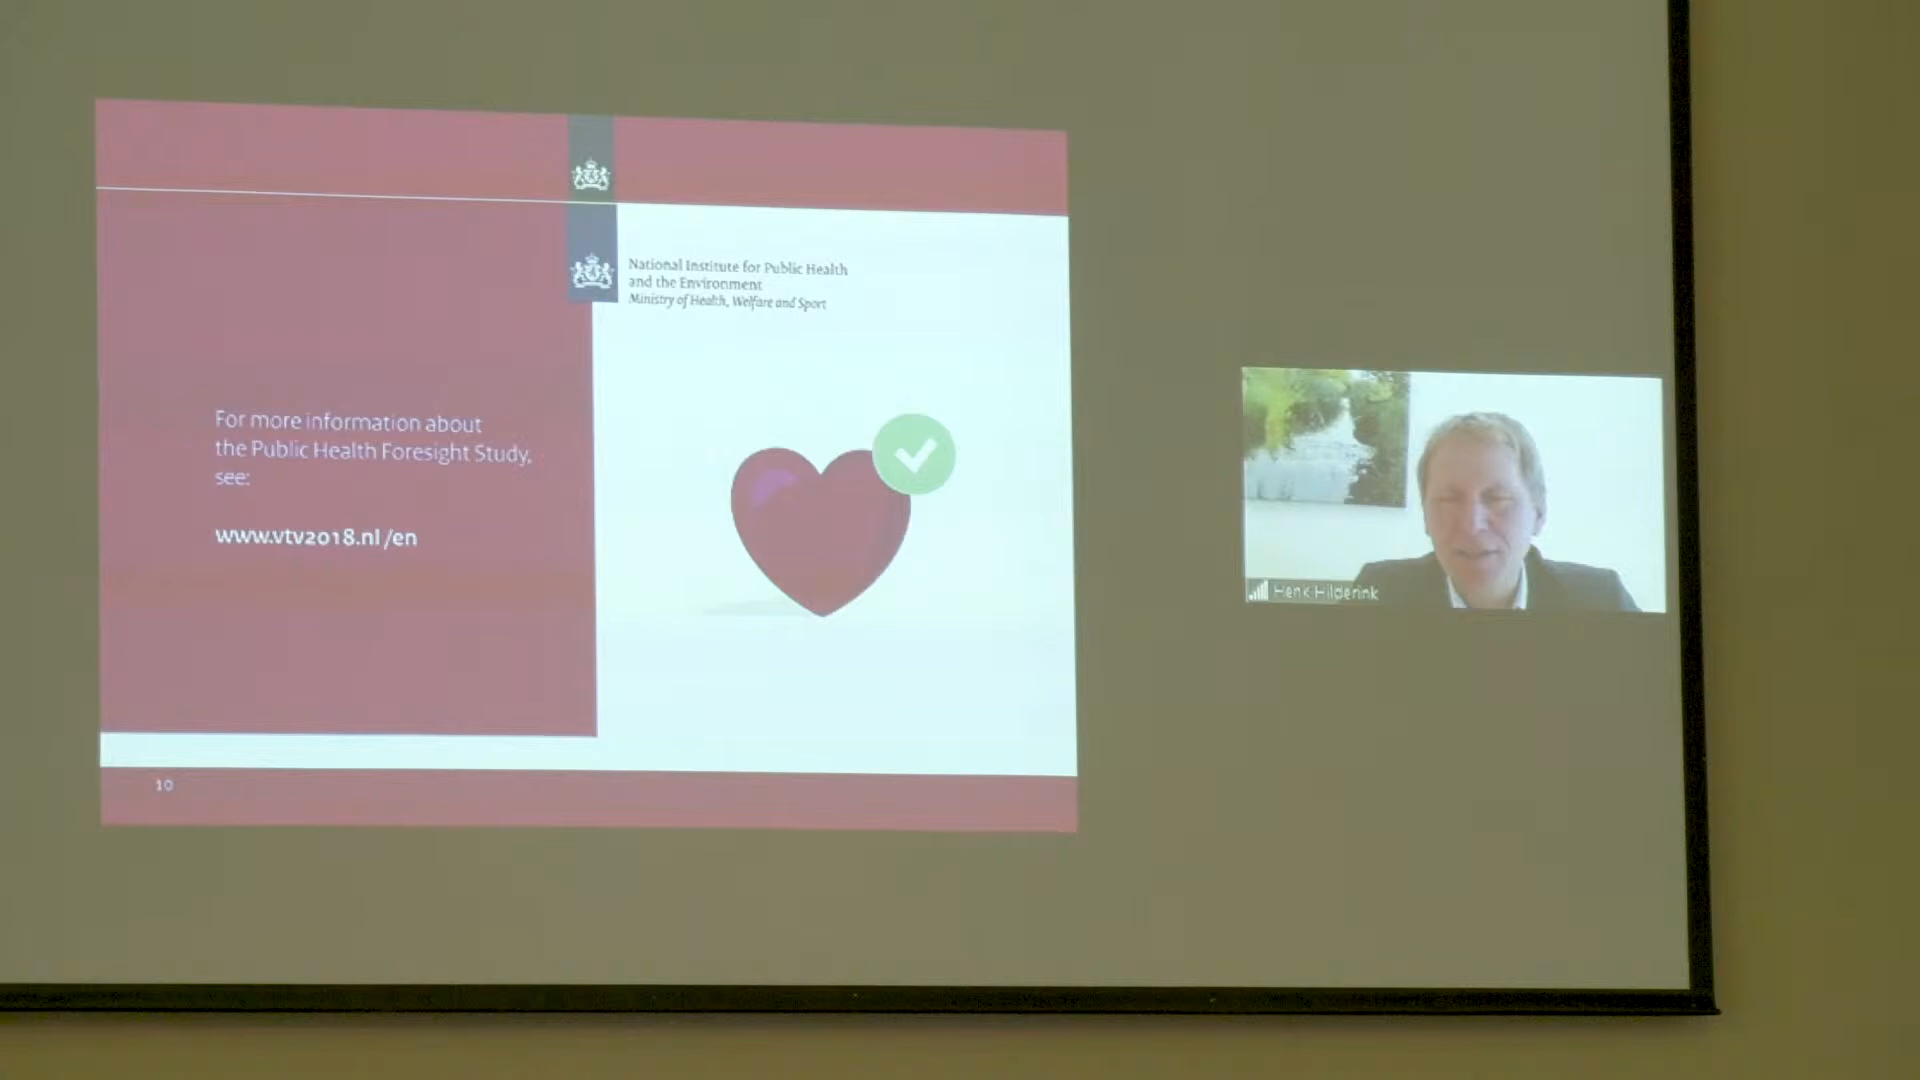 National Institute for Public Health
and the Environment
Ministry of Health, Welfare and Sport
For more information about
the Public Health Foresight Study,
see:
www.vtv2018.nl /en
10
Henk Hilderink